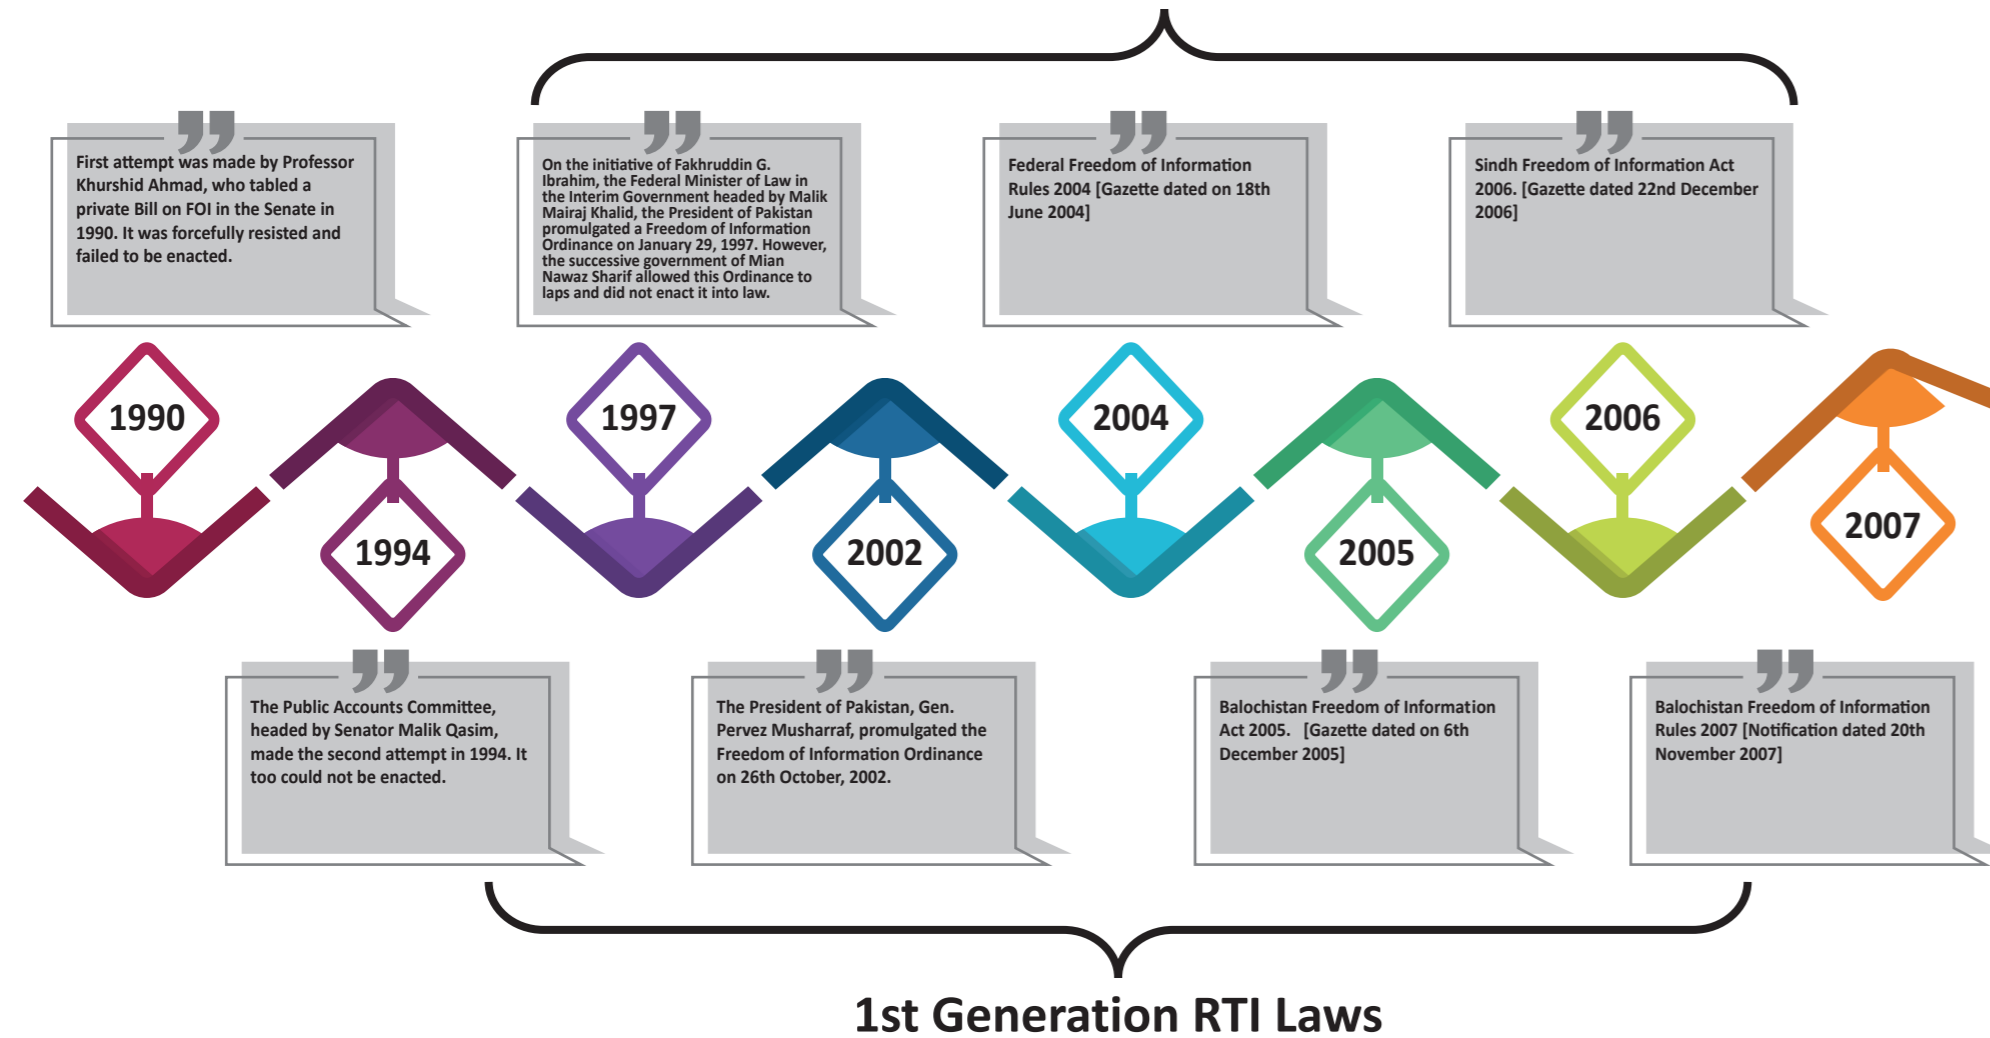 First attempt was made by Professor
Khurshid Ahmad, who tabled a
private Bill on FOI in the Senate in
1990. It was forcefully resisted and
failed to be enacted.
On the initiative of Fakhruddin G.
Ibrahim, the Federal Minister of Law in
the Interim Government headed by Malik
Mairaj Khalid, the President of Pakistan
promulgated a Freedom of Information
Ordinance on January 29, 1997. However,
the successive government of Mian
Nawaz Sharif allowed this Ordinance to
laps and did not enact it into law.
Federal Freedom of Information
Rules 2004 [Gazette dated on 18th
June 2004]
Sindh Freedom of Information Act
2006. [Gazette dated 22nd December
2006]
1990
1994
1997
2002
2004
2005
2006
2007
The Public Accounts Committee,
headed by Senator Malik Qasim,
made the second attempt in 1994. It
too could not be enacted.
The President of Pakistan, Gen.
Pervez Musharraf, promulgated the
Freedom of Information Ordinance
on 26th October, 2002.
Balochistan Freedom of Information
Act 2005. [Gazette dated on 6th
December 2005]
Balochistan Freedom of Information
Rules 2007 [Notification dated 20th
November 2007]
1st Generation RTI Laws